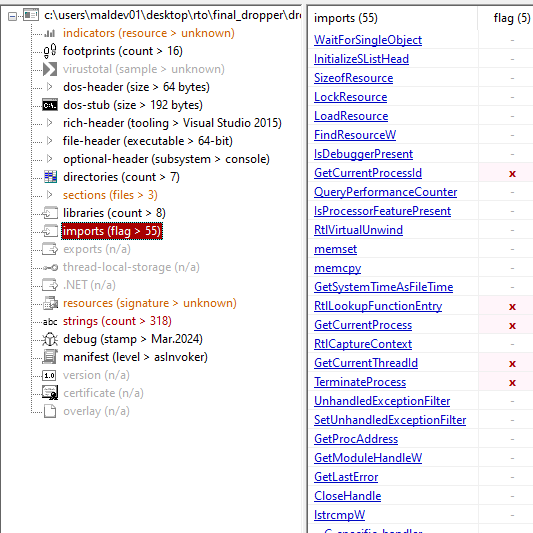 c:\users\maldev01\desktop\rto\final_dropper\dr
indicators (resource > unknown)
footprints (count > 16)
virustotal (sample > unknown)
dos-header (size > 64 bytes)
dos-stub (size > 192 bytes)
rich-header (tooling > Visual Studio 2015)
file-header (executable > 64-bit)
optional-header (subsystem > console)
directories (count > 7)
sections (files > 3)
libraries (count > 8)
imports (flag > 55)
exports (n/a)
thread-local-storage (n/a)
.NET (n/a)
resources (signature > unknown)
abc strings (count > 318)
debug (stamp > Mar.2024)
manifest (level > asInvoker)
1.0 version (n/a)
certificate (n/a)
overlay (n/a)
imports (55) flag (5)
WaitForSingleObject -
InitializeSListHead -
SizeofResource -
LockResource -
LoadResource -
FindResourceW -
IsDebuggerPresent -
GetCurrentProcessId x
QueryPerformanceCounter -
IsProcessorFeaturePresent -
RtlVirtualUnwind -
memset -
memcpy -
GetSystemTimeAsFileTime -
RtlLookupFunctionEntry x
GetCurrentProcess x
RtlCaptureContext -
GetCurrentThreadId x
TerminateProcess x
UnhandledExceptionFilter -
SetUnhandledExceptionFilter -
GetProcAddress -
GetModuleHandleW -
GetLastError -
CloseHandle -
lstrcmpW -